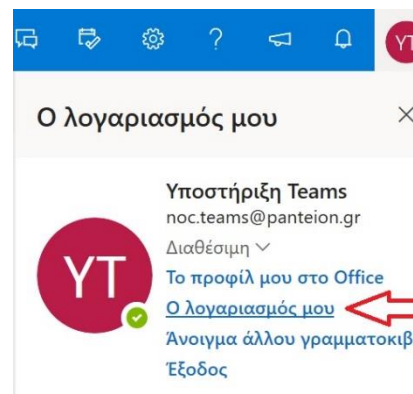 YT
Ο λογαριασμός μου
YT
Υποστήριξη Teams
noc.teams@panteion.gr
Διαθέσιμη
Το προφίλ μου στο Office
Ο λογαριασμός μου
Άνοιγμα άλλου
Έξοδος